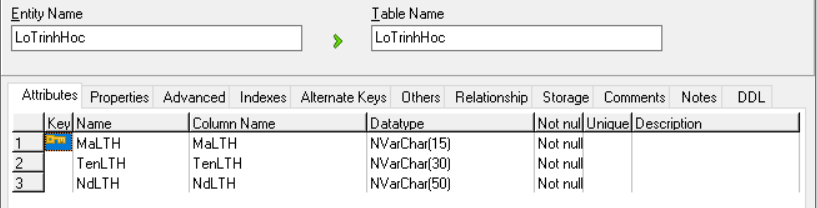 Entity Name Table Name
LoTrinhHoc LoTrinhHoc
Attributes Properties Advanced Indexes Alternate Keys Others Relationship Storage Comments Notes DDL
Key Name Column Name Datatype Not nul Unique Description
1 MaLTH MaLTH NVarChar(15) Not null
2 TenLTH TenLTH NVarChar(30) Not null
3 NdLTH NdLTH NVarChar(50) Not null